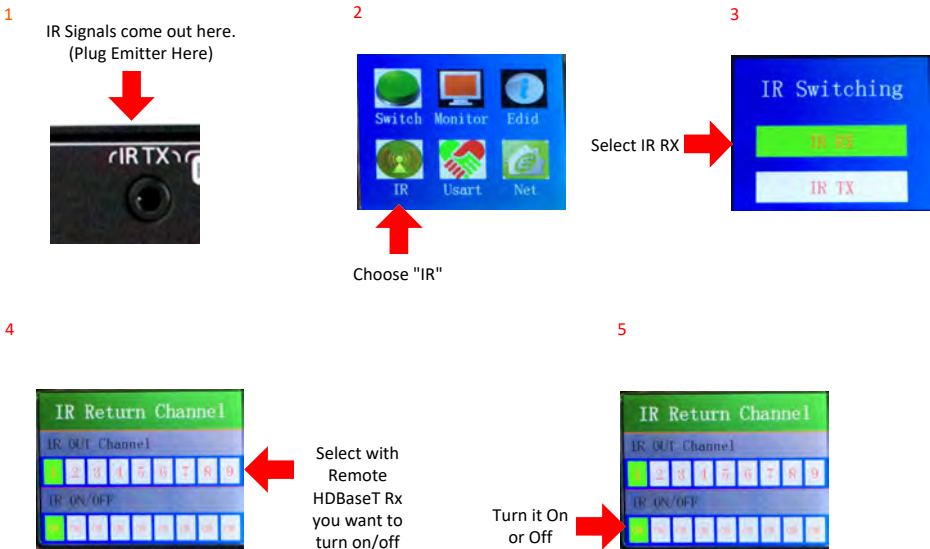 1
IR Signals come out here.
(Plug Emitter Here)
IR TX
2
Switch Monitor Edid
IR Usart Net
Choose "IR"
3
IR Switching
Select IR RX
IR RX
IR TX
4
IR Return Channel
IR OUT Channel
1 2 3 4 5 6 7 8 9
IR ON/OFF
Select with
Remote
HDBaseT Rx
you want to
turn on/off
5
IR Return Channel
IR OUT Channel
1 2 3 4 5 6 7 8 9
IR ON/OFF
Turn it On
or Off